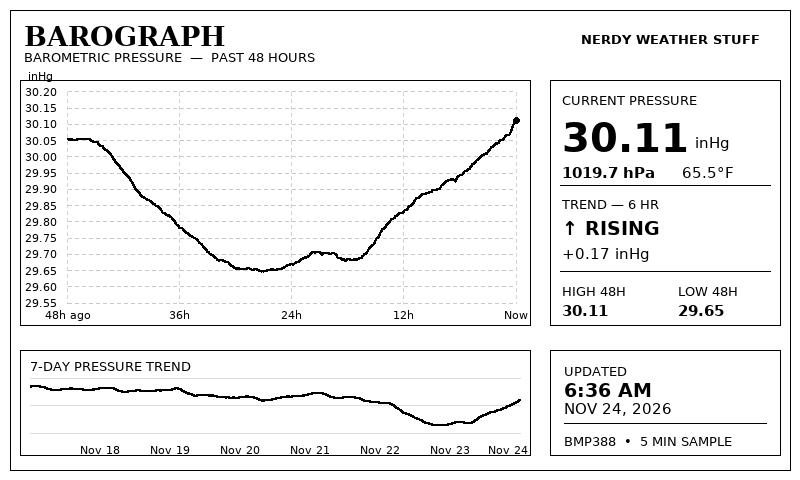 BAROGRAPH
BAROMETRIC PRESSURE — PAST 48 HOURS
NERDY WEATHER STUFF
inHg
30.20
30.15
30.10
30.05
30.00
29.95
29.90
29.85
29.80
29.75
29.70
29.65
29.60
29.55
48h ago 36h 24h 12h Now
CURRENT PRESSURE
30.11 inHg
1019.7 hPa 65.5°F
TREND — 6 HR
↑ RISING
+0.17 inHg
HIGH 48H LOW 48H
30.11 29.65
7-DAY PRESSURE TREND
Nov 18 Nov 19 Nov 20 Nov 21 Nov 22 Nov 23 Nov 24
UPDATED
6:36 AM
NOV 24, 2026
BMP388 • 5 MIN SAMPLE